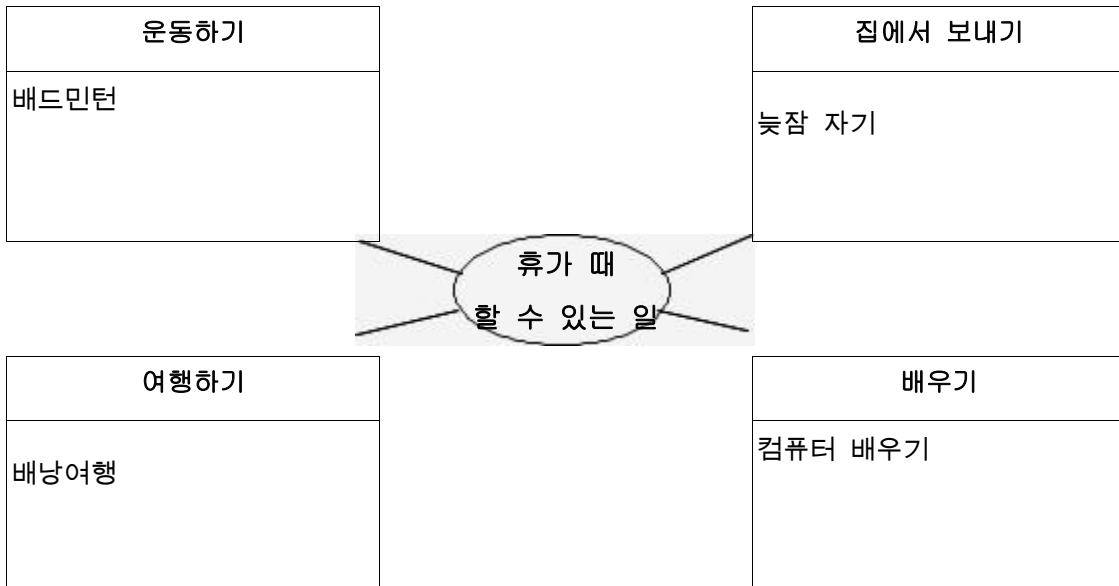 운동하기
배드민턴
집에서 보내기
늦잠 자기
휴가 때
할 수 있는 일
여행하기
배낭여행
배우기
컴퓨터 배우기